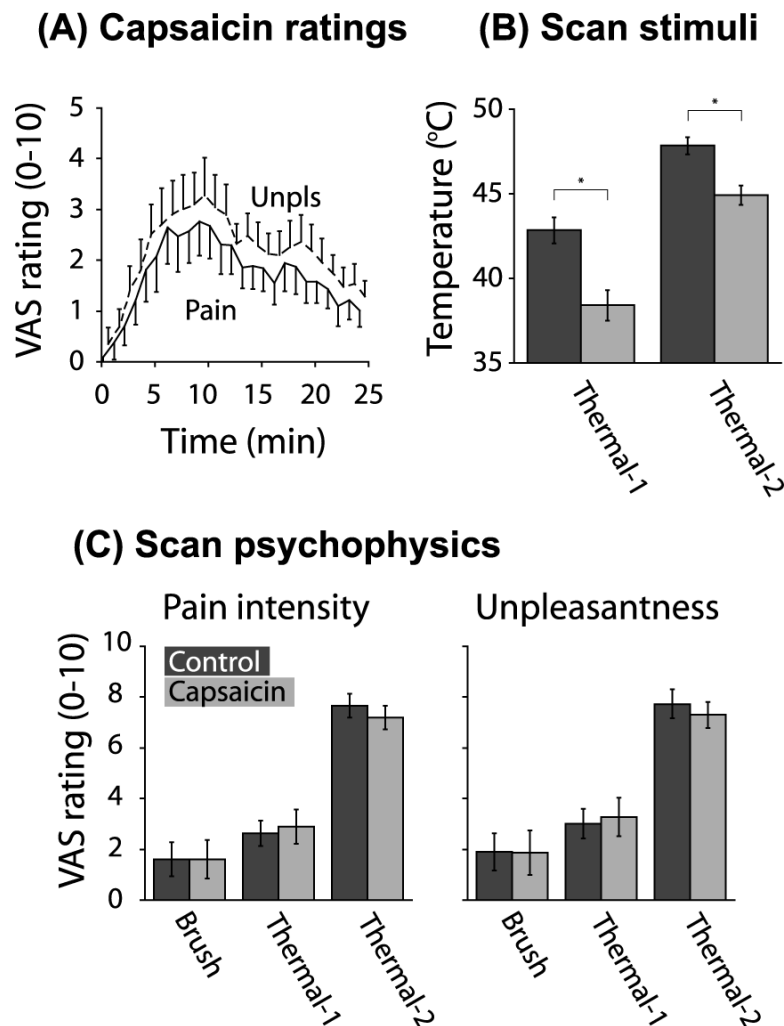 (A) Capsaicin ratings
VAS rating (0-10)
5
4
3
2
1
0
Unpls
Pain
0 5 10 15 20 25
Time (min)
(B) Scan stimuli
Temperature (ºC)
50
45
40
35
*
*
Thermal-1
Thermal-2
(C) Scan psychophysics
Pain intensity
VAS rating (0-10)
10
8
6
4
2
0
Control
Capsaicin
Brush
Thermal-1
Thermal-2
Unpleasantness
Brush
Thermal-1
Thermal-2